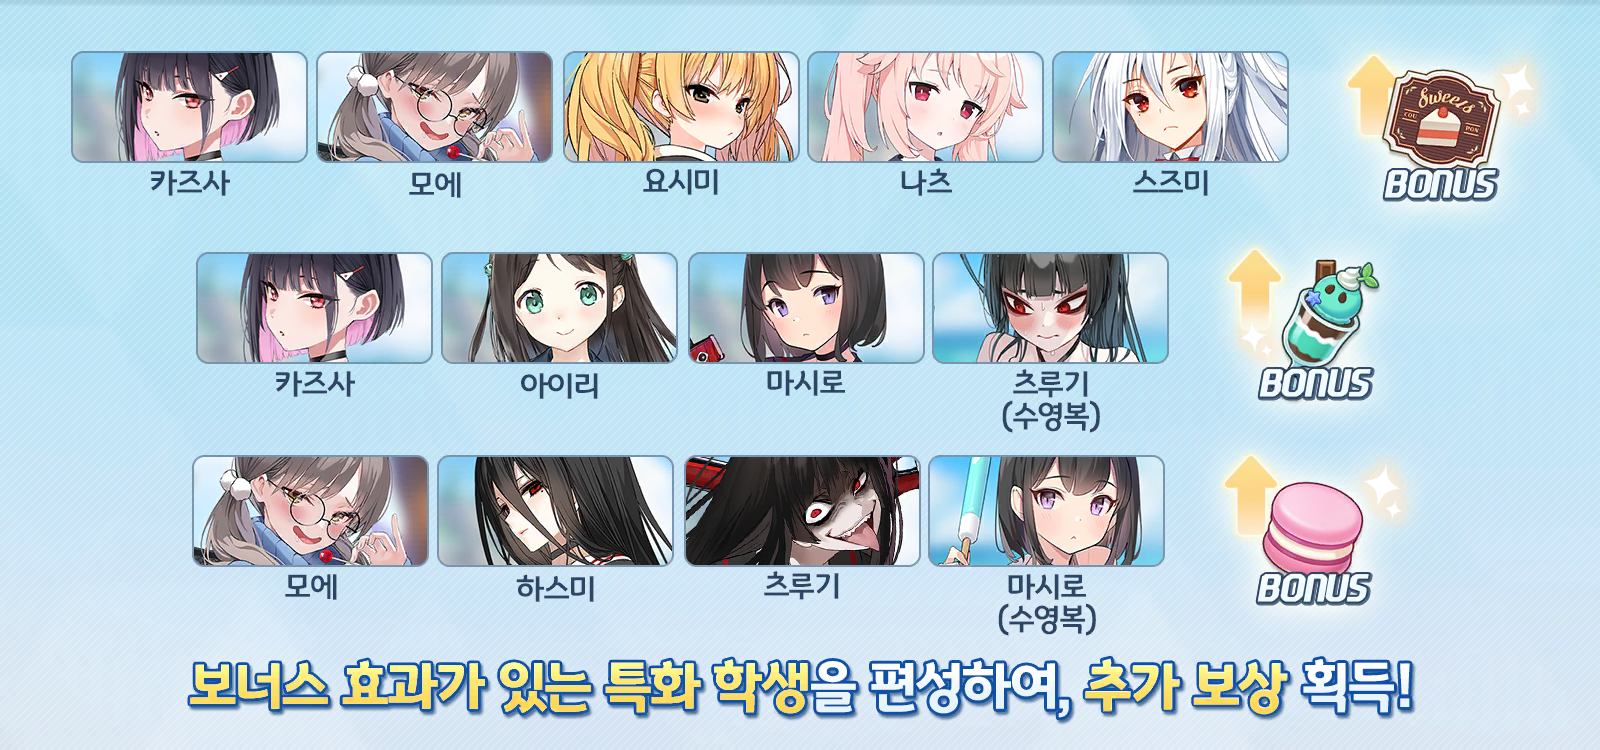 카즈사
모에
요시미
나츠
스즈미
Sweets
COU PON
BONUS
카즈사
아이리
마시로
츠루기
(수영복)
BONUS
모에
하스미
츠루기
마시로
(수영복)
BONUS
보너스 효과가 있는 특화 학생을 편성하여, 추가 보상 획득!